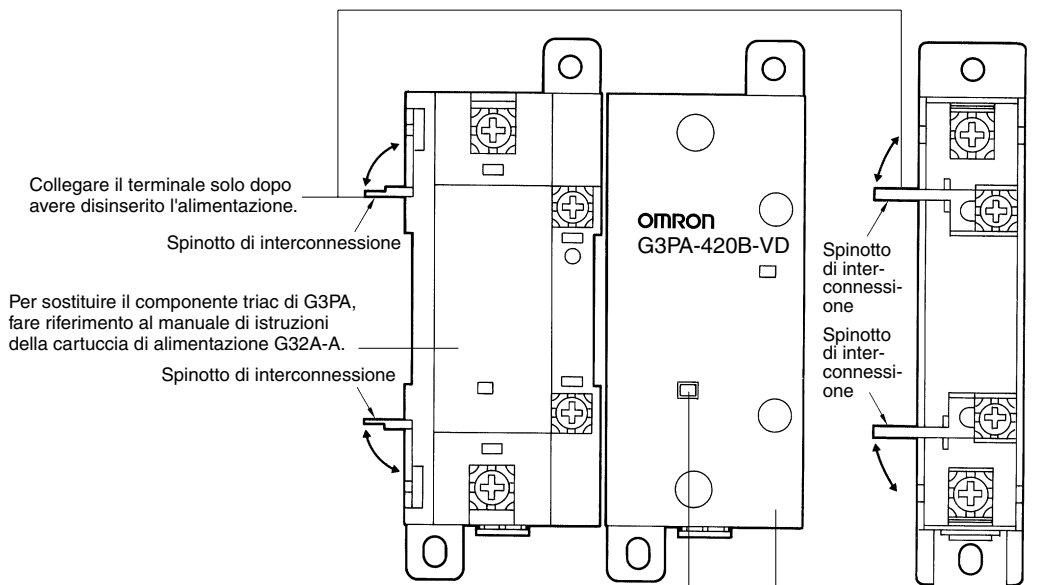 Collegare il terminale solo dopo
avere disinserito l'alimentazione.
Spinotto di interconnessione
Per sostituire il componente triac di G3PA,
fare riferimento al manuale di istruzioni
della cartuccia di alimentazione G32A-A.
Spinotto di interconnessione
OMRON
G3PA-420B-VD
Spinotto
di inter-
connessi-
one
Spinotto
di inter-
connessi-
one